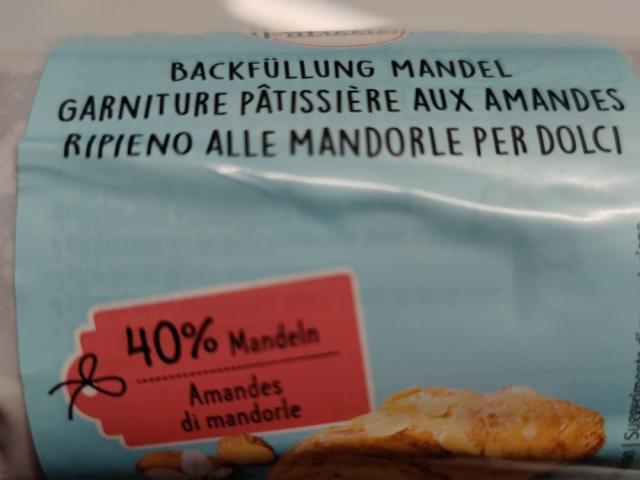 BACKFÜLLUNG MANDEL
GARNITURE PÂTISSIÈRE AUX AMANDES
RIPIENO ALLE MANDORLE PER DOLCI
40% Mandeln
Amandes
di mandorle